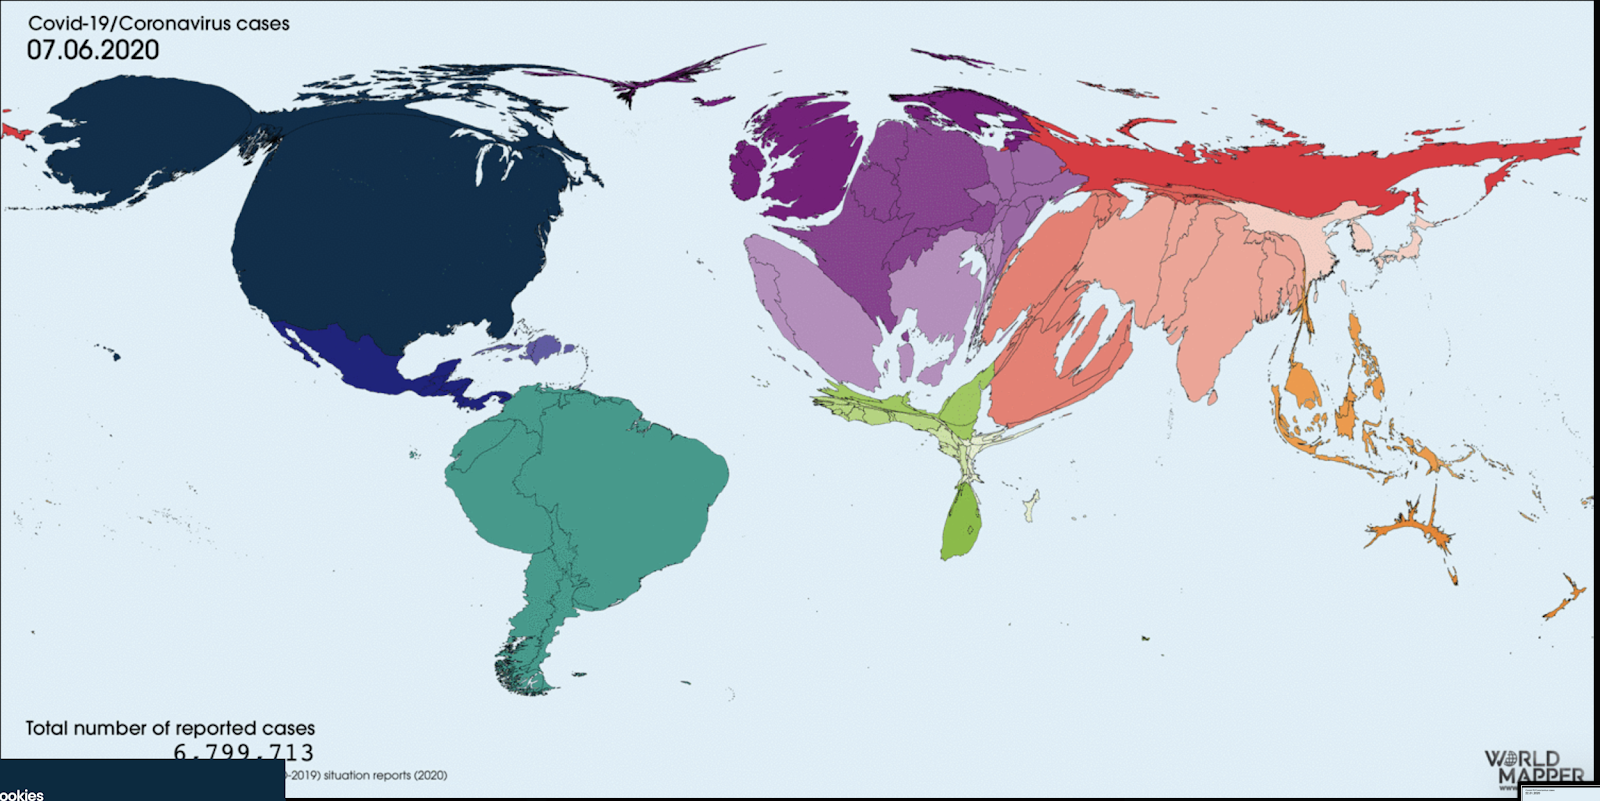 Covid-19/Coronavirus cases
07.06.2020
Total number of reported cases
6,799,713
-2019) situation reports (2020)
ookies
WORLD
MAPPER